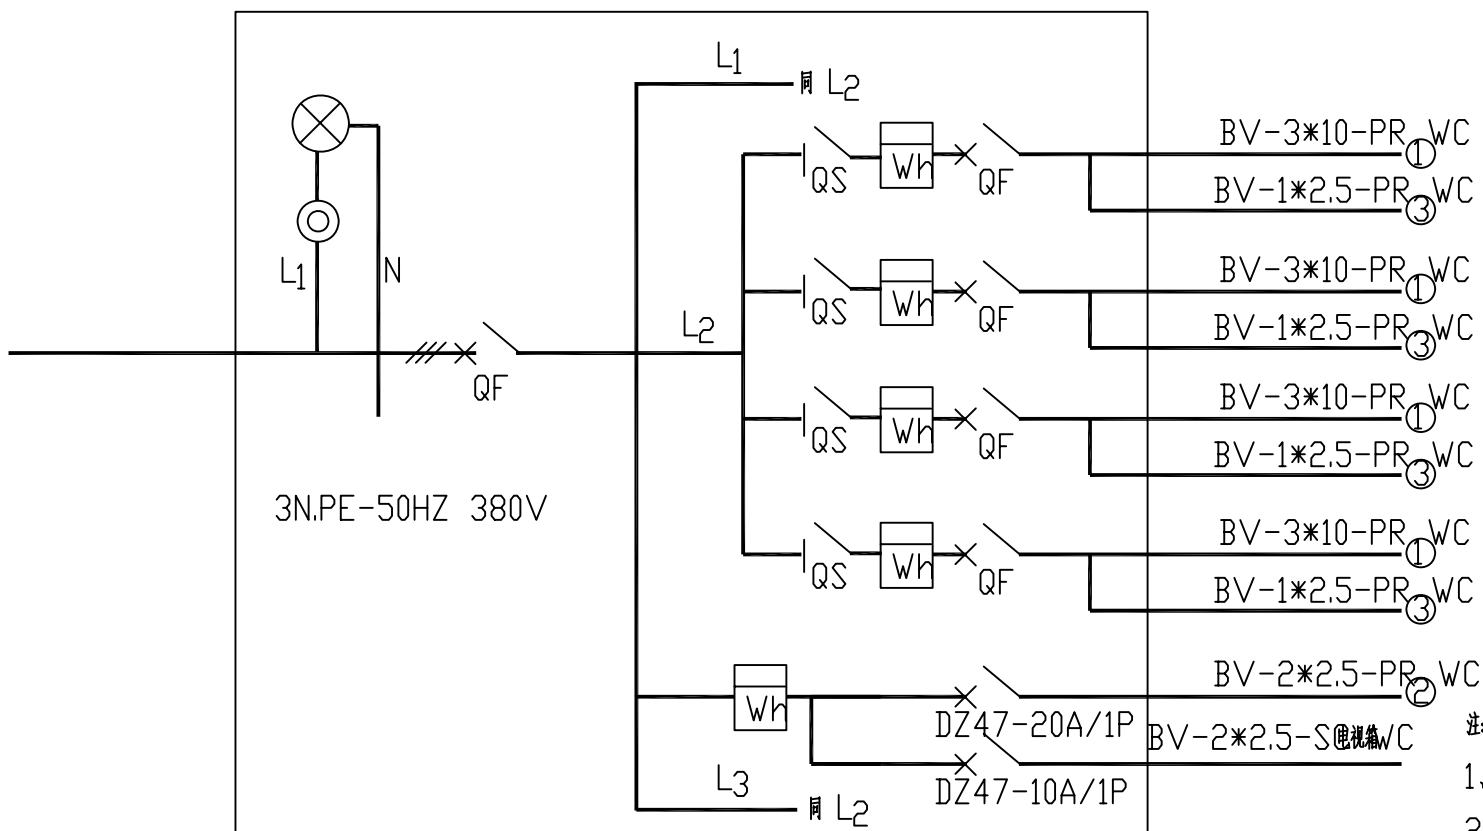 L1
同 L2
BV-3*10-PR WC
1
QS
Wh
QF
BV-1*2.5-PR WC
3
L1
N
BV-3*10-PR WC
1
QS
Wh
QF
BV-1*2.5-PR WC
3
L2
QF
BV-3*10-PR WC
1
QS
Wh
QF
BV-1*2.5-PR WC
3
3N.PE-50HZ 380V
BV-3*10-PR WC
1
QS
Wh
QF
BV-1*2.5-PR WC
3
Wh
BV-2*2.5-PR WC
2
DZ47-20A/1P
BV-2*2.5-SC WC
电视箱
注
L3
DZ47-10A/1P
1
同 L2